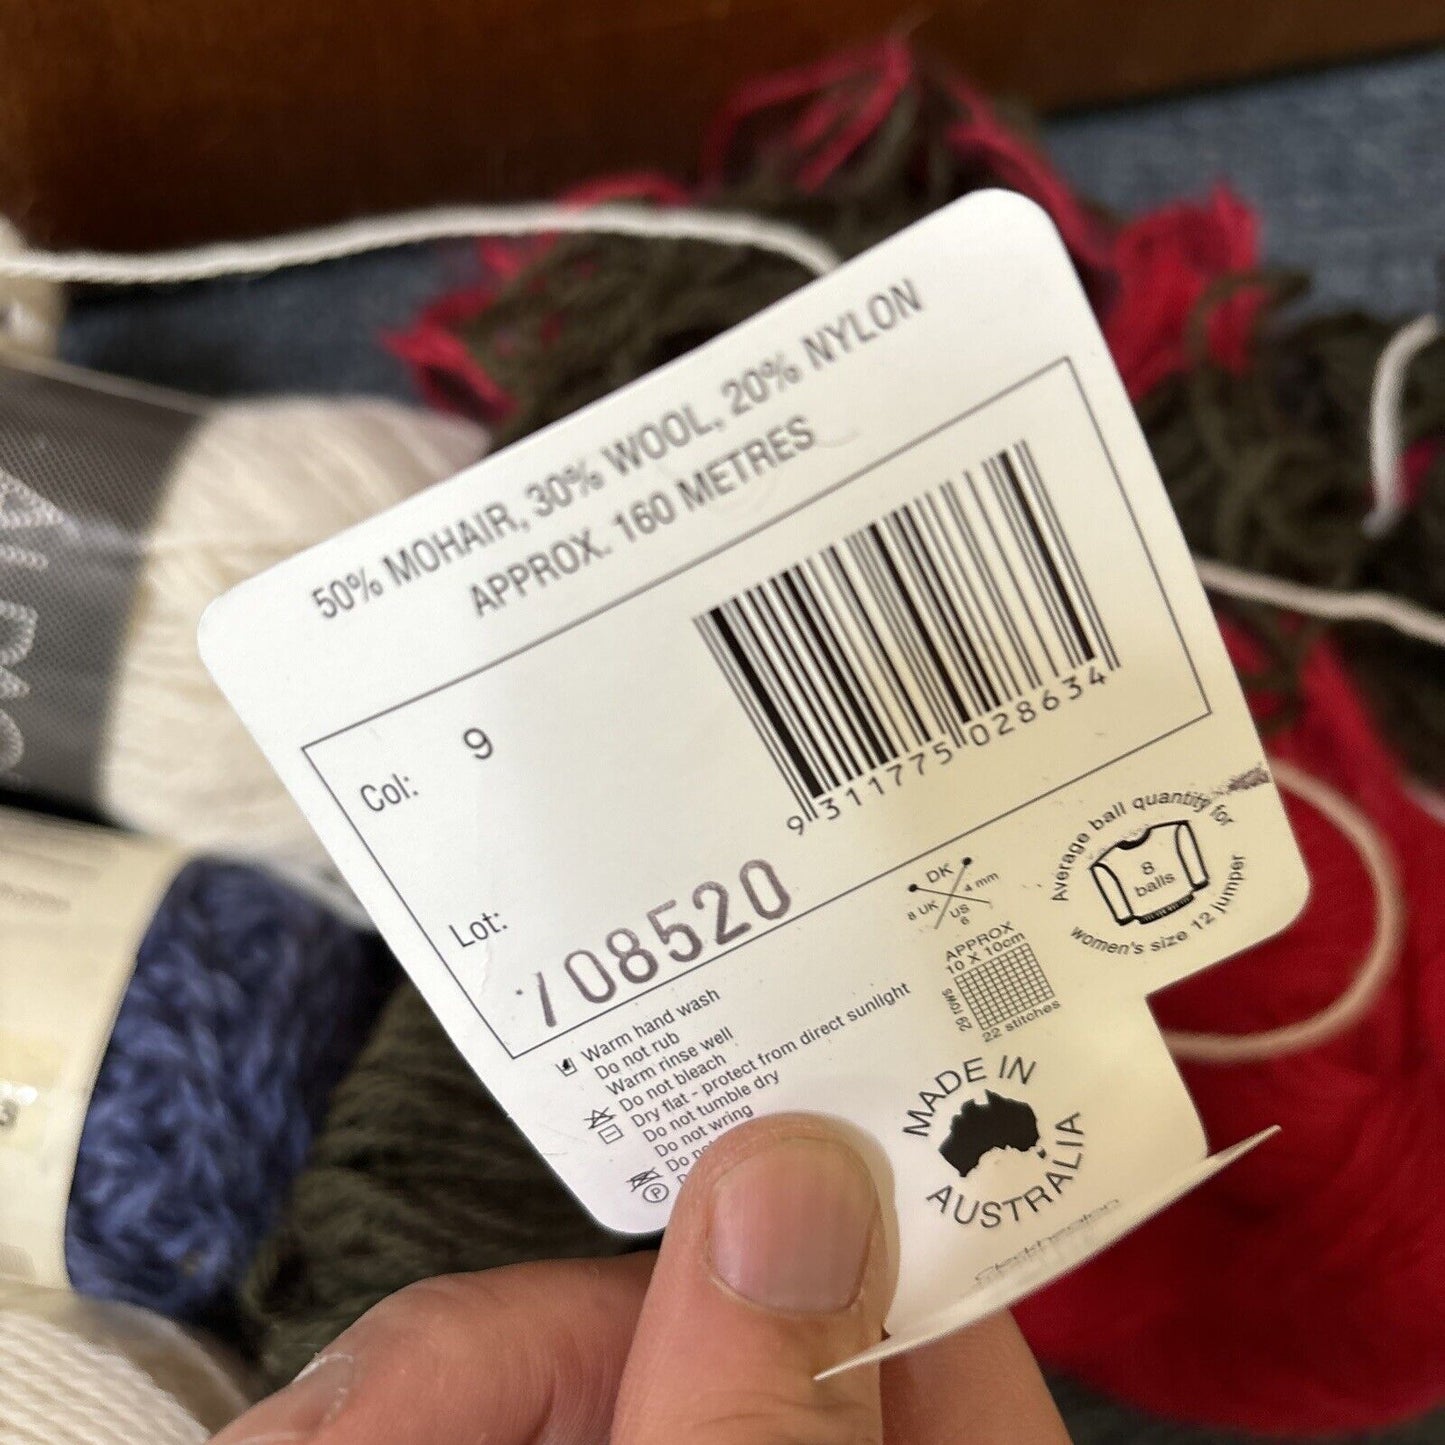 50% MOHAIR, 30% WOOL, 20% NYLON
APPROX. 160 METRES
Col: 9
9 311775 028634
Lot: 708520
Average ball quantity for
8
balls
women's size 12 jumper
DK
4 mm
8 UK
US
6
APPROX
10 X 10cm
29 rows
22 stitches
Warm hand wash
Do not rub
Warm rinse well
Do not bleach
Dry flat - protect from direct sunlight
Do not tumble dry
Do not wring
Do
P
MADE IN
AUSTRALIA